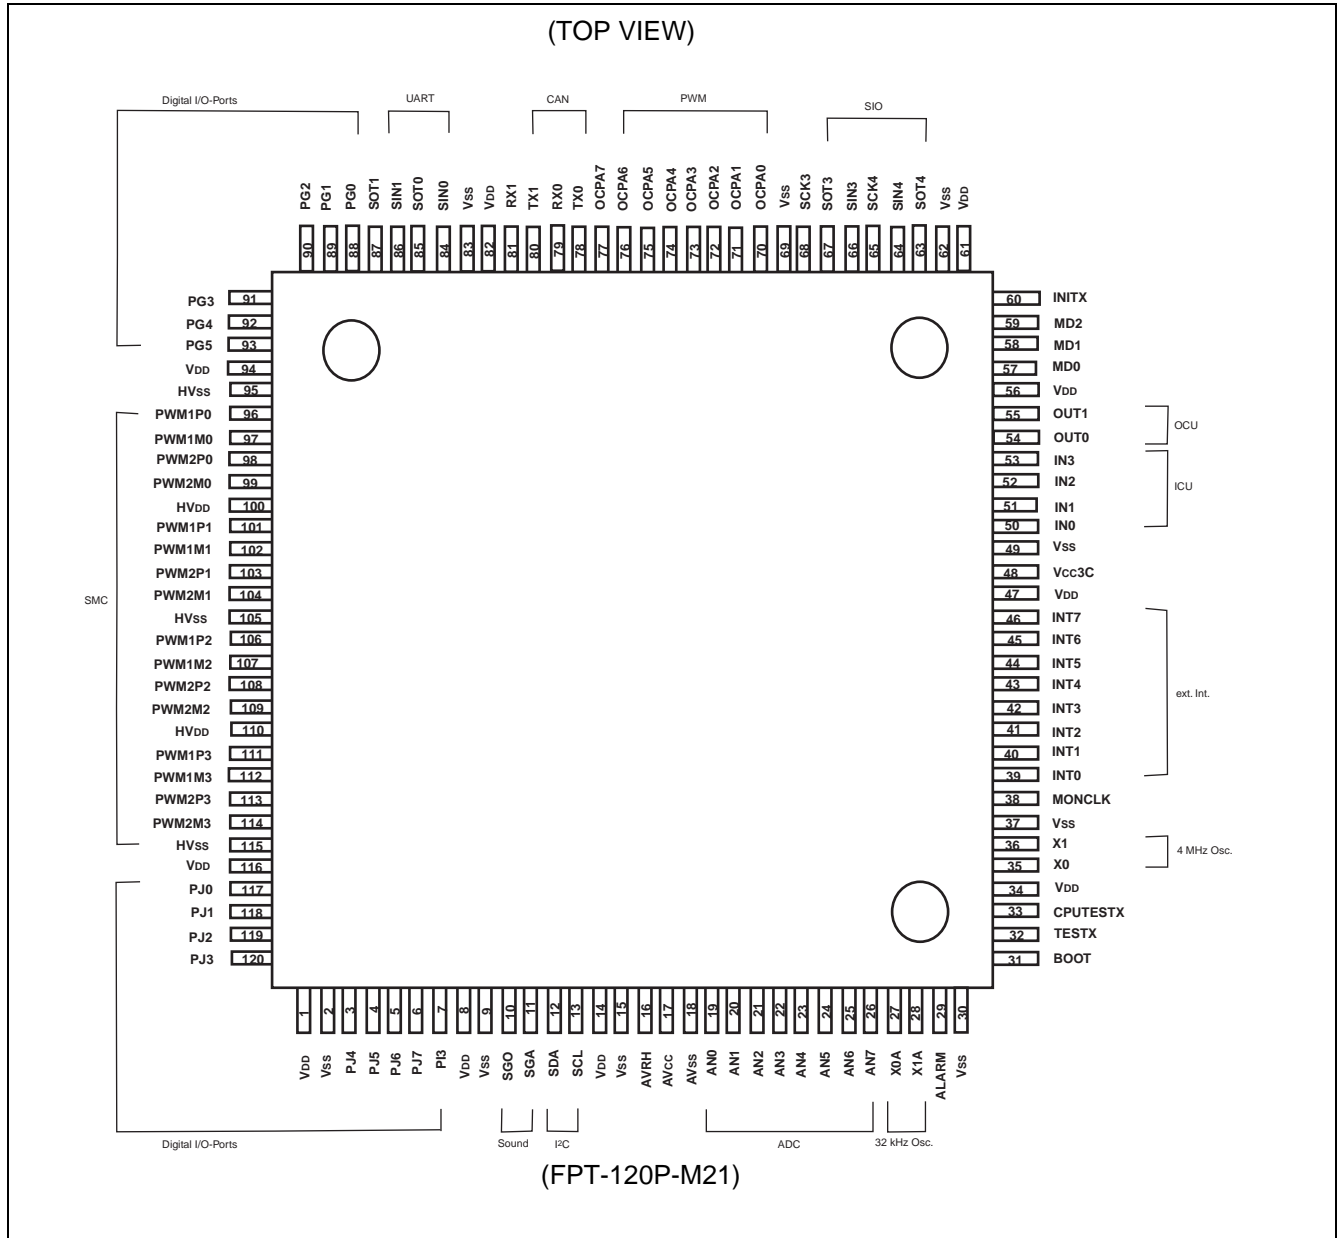 (TOP VIEW)
Digital I/O-Ports
UART
CAN
PWM
SIO
PG2
PG1
PG0
SOT1
SIN1
SOT0
SIN0
VSS
VDD
RX1
TX1
RX0
TX0
OCPA7
OCPA6
OCPA5
OCPA4
OCPA3
OCPA2
OCPA1
OCPA0
VSS
SCK3
SOT3
SIN3
SCK4
SIN4
SOT4
VSS
VDD
90
89
88
87
86
85
84
83
82
81
80
79
78
77
76
75
74
73
72
71
70
69
68
67
66
65
64
63
62
61
PG3 91
PG4 92
PG5 93
VDD 94
HVSS 95
PWM1P0 96
PWM1M0 97
PWM2P0 98
PWM2M0 99
HVDD 100
PWM1P1 101
PWM1M1 102
PWM2P1 103
PWM2M1 104
HVSS 105
PWM1P2 106
PWM1M2 107
PWM2P2 108
PWM2M2 109
HVDD 110
PWM1P3 111
PWM1M3 112
PWM2P3 113
PWM2M3 114
HVSS 115
VDD 116
PJ0 117
PJ1 118
PJ2 119
PJ3 120
SMC
60 INITX
59 MD2
58 MD1
57 MD0
56 VDD
55 OUT1
54 OUT0
OCU
53 IN3
52 IN2
51 IN1
50 IN0
ICU
49 VSS
48 VCC3C
47 VDD
46 INT7
45 INT6
44 INT5
43 INT4
42 INT3
41 INT2
40 INT1
39 INT0
ext. Int.
38 MONCLK
37 VSS
36 X1
35 X0
4 MHz Osc.
34 VDD
33 CPUTESTX
32 TESTX
31 BOOT
1
2
3
4
5
6
7
8
9
10
11
12
13
14
15
16
17
18
19
20
21
22
23
24
25
26
27
28
29
30
VDD
VSS
PJ4
PJ5
PJ6
PJ7
PI3
VDD
VSS
SGO
SGA
SDA
SCL
VDD
VSS
AVRH
AVCC
AVSS
AN0
AN1
AN2
AN3
AN4
AN5
AN6
AN7
X0A
X1A
ALARM
VSS
Digital I/O-Ports
Sound
I2C
ADC
32 kHz Osc.
(FPT-120P-M21)